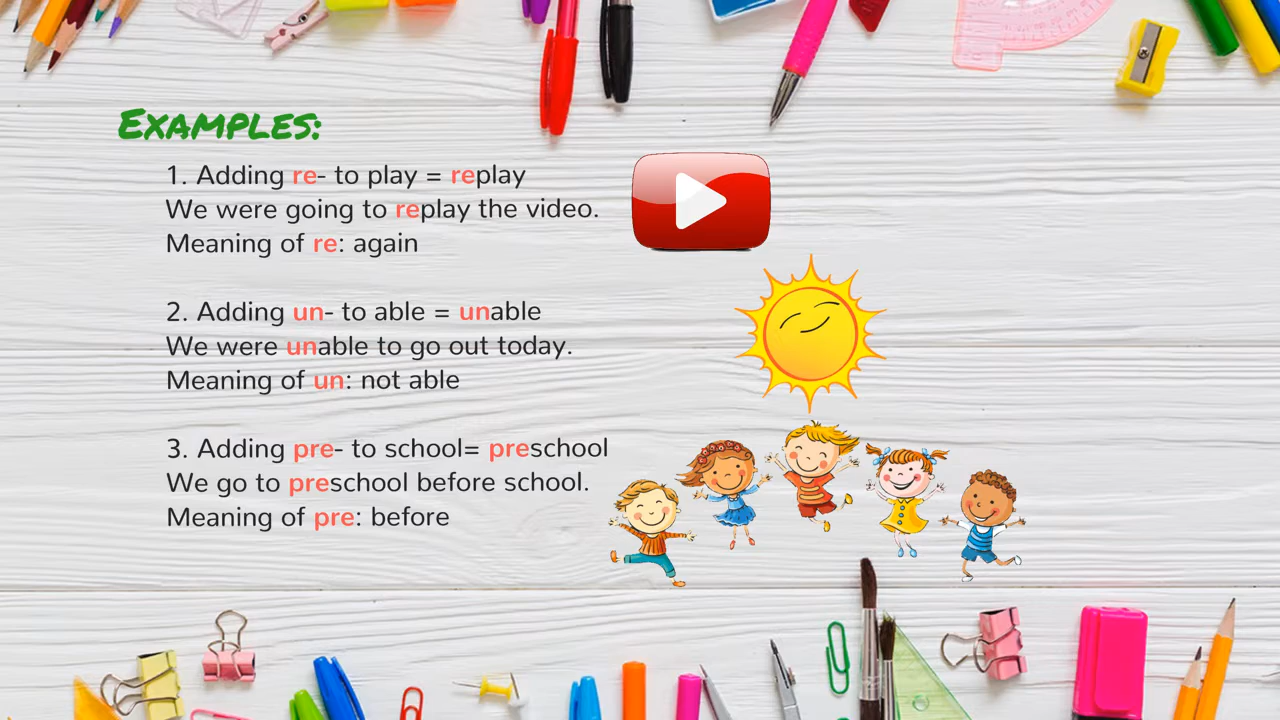 Examples:
1. Adding re- to play = replay
We were going to replay the video.
Meaning of re: again
2. Adding un- to able = unable
We were unable to go out today.
Meaning of un: not able
3. Adding pre- to school= preschool
We go to preschool before school.
Meaning of pre: before